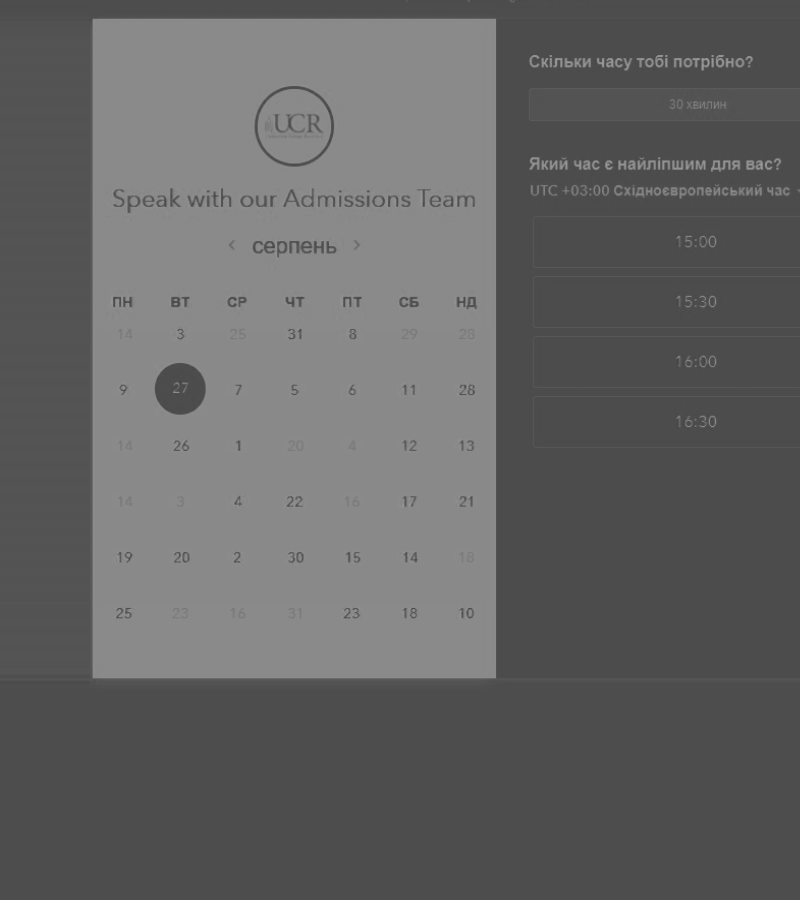 UCR
Speak with our Admissions Team
‹ серпень ›
ПН ВТ СР ЧТ ПТ СБ НД
14 3 25 31 8 29 28
9 27 7 5 6 11 28
14 26 1 20 4 12 13
14 3 4 22 16 17 21
19 20 2 30 15 14 18
25 23 16 31 23 18 10
Скільки часу тобі потрібно?
30 хвилин
Який час є найліпшим для вас?
UTC +03:00 Східноєвропейський час
15:00
15:30
16:00
16:30